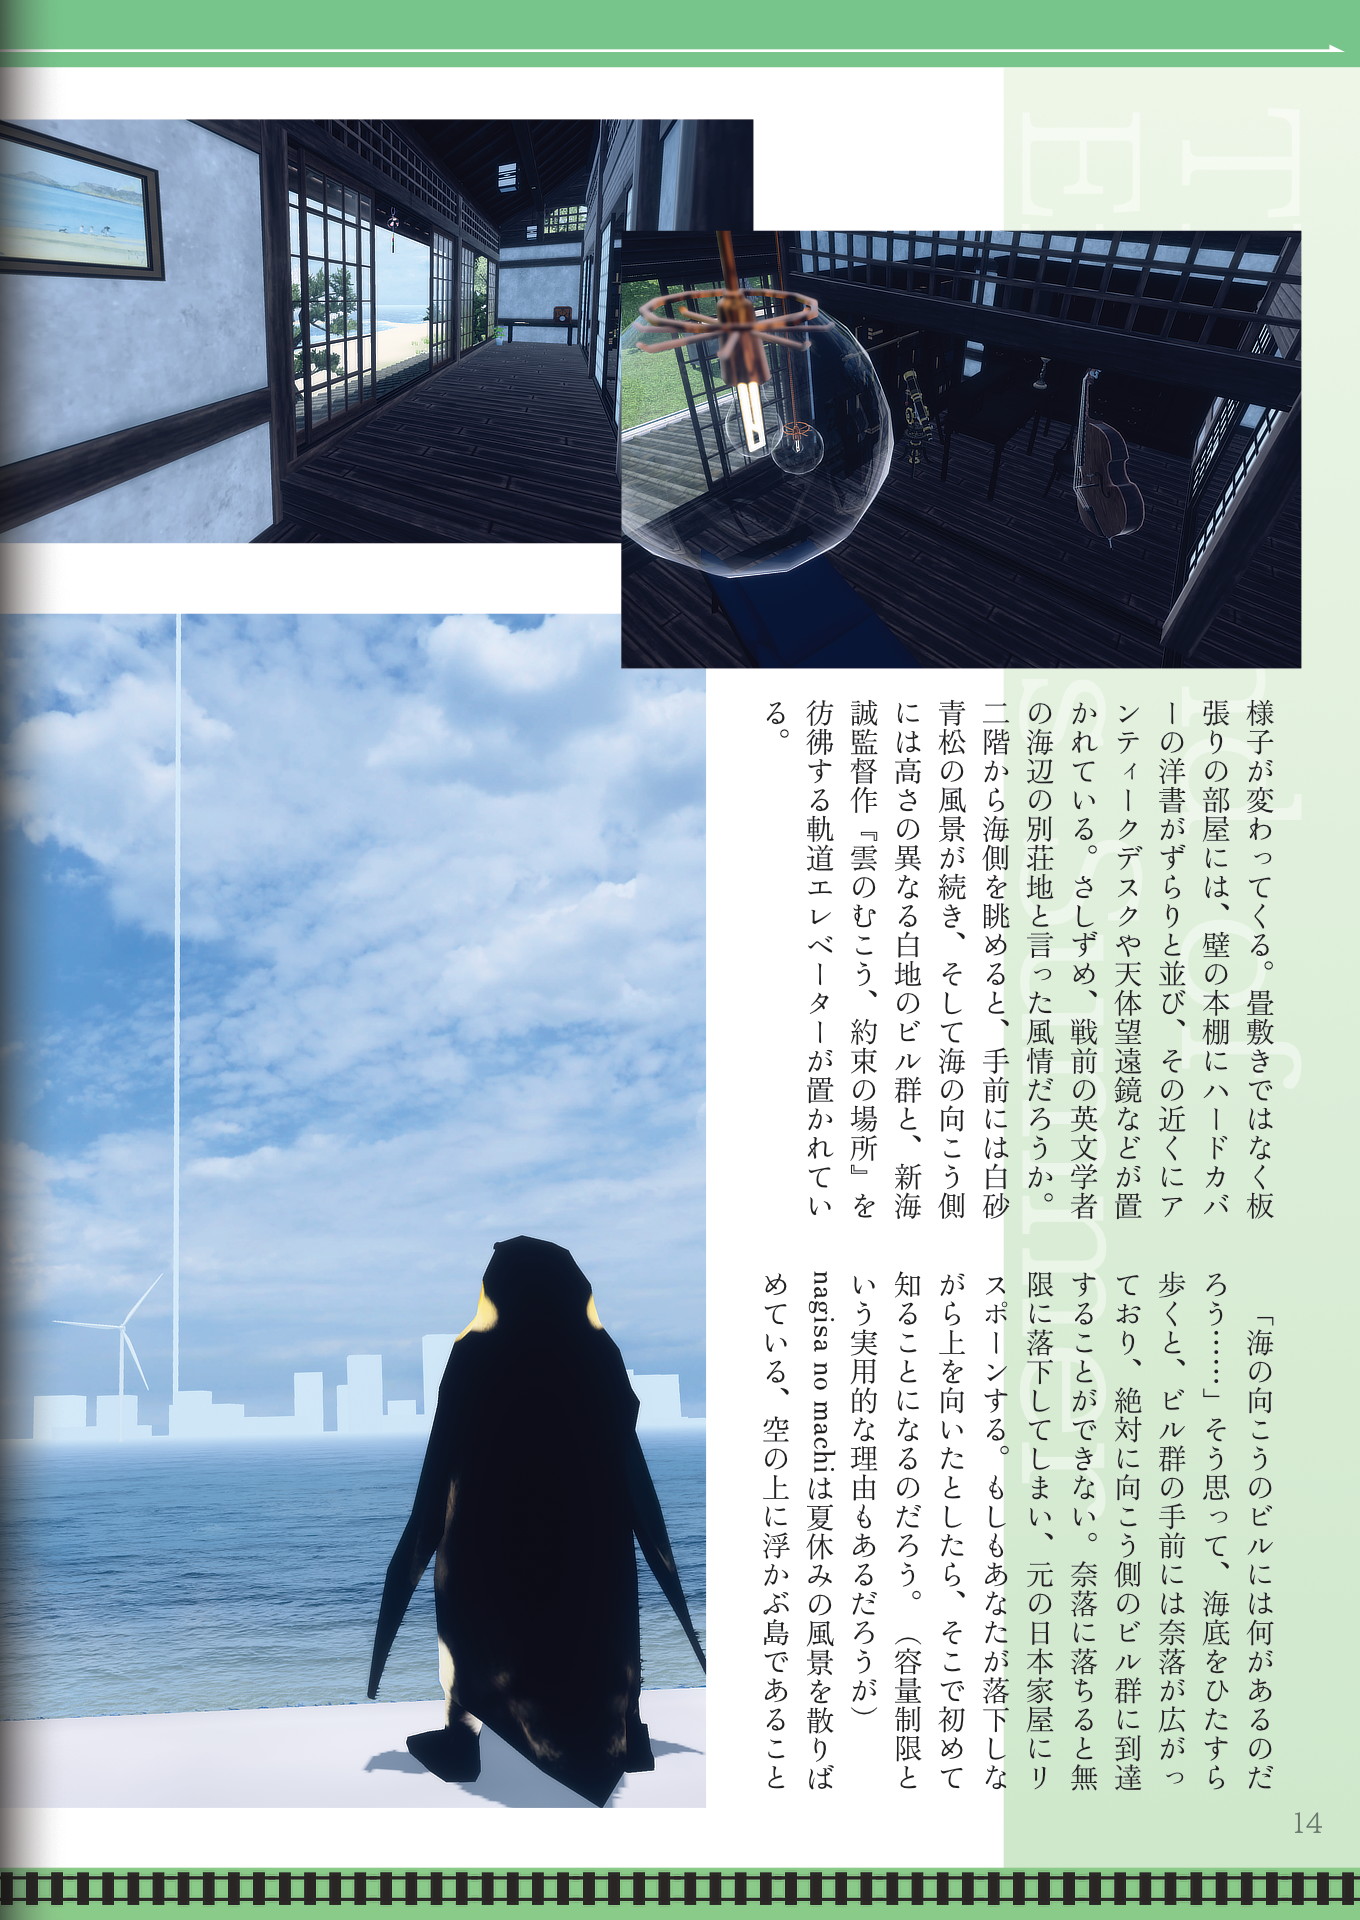 様子が変わってくる。畳敷きではなく板
張りの部屋には、壁の本棚にハードカバ
ーの洋書がずらりと並び、その近くにア
ンティークデスクや天体望遠鏡などが置
かれている。さしずめ、戦前の英文学者
の海辺の別荘地と言った風情だろうか。
二階から海側を眺めると、手前には白砂
青松の風景が続き、そして海の向こう側
には高さの異なる白地のビル群と、新海
誠監督作『雲のむこう、約束の場所』を
彷彿する軌道エレベーターが置かれてい
る。
「海の向こうのビルには何があるのだ
ろう……」そう思って、海底をひたすら
歩くと、ビル群の手前には奈落が広がっ
ており、絶対に向こう側のビル群に到達
することができない。奈落に落ちると無
限に落下してしまい、元の日本家屋にリ
スポーンする。もしもあなたが落下しな
がら上を向いたとしたら、そこで初めて
知ることになるのだろう。（容量制限と
いう実用的な理由もあるだろうが）
nagisa no machiは夏休みの風景を散りば
めている、空の上に浮かぶ島であること
14